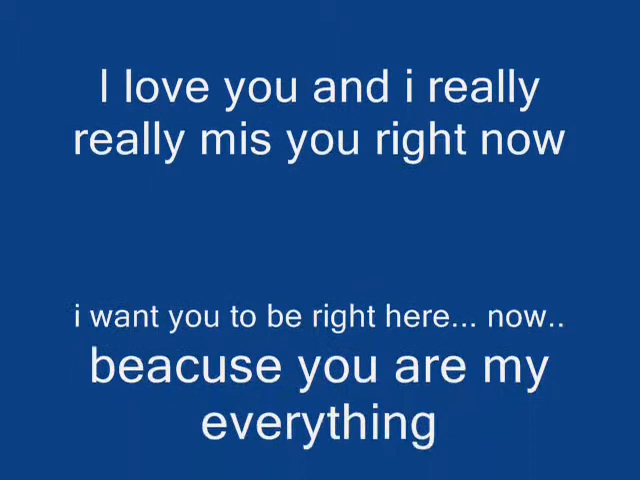 I love you and i really
really mis you right now
i want you to be right here... now..
beacuse you are my
everything